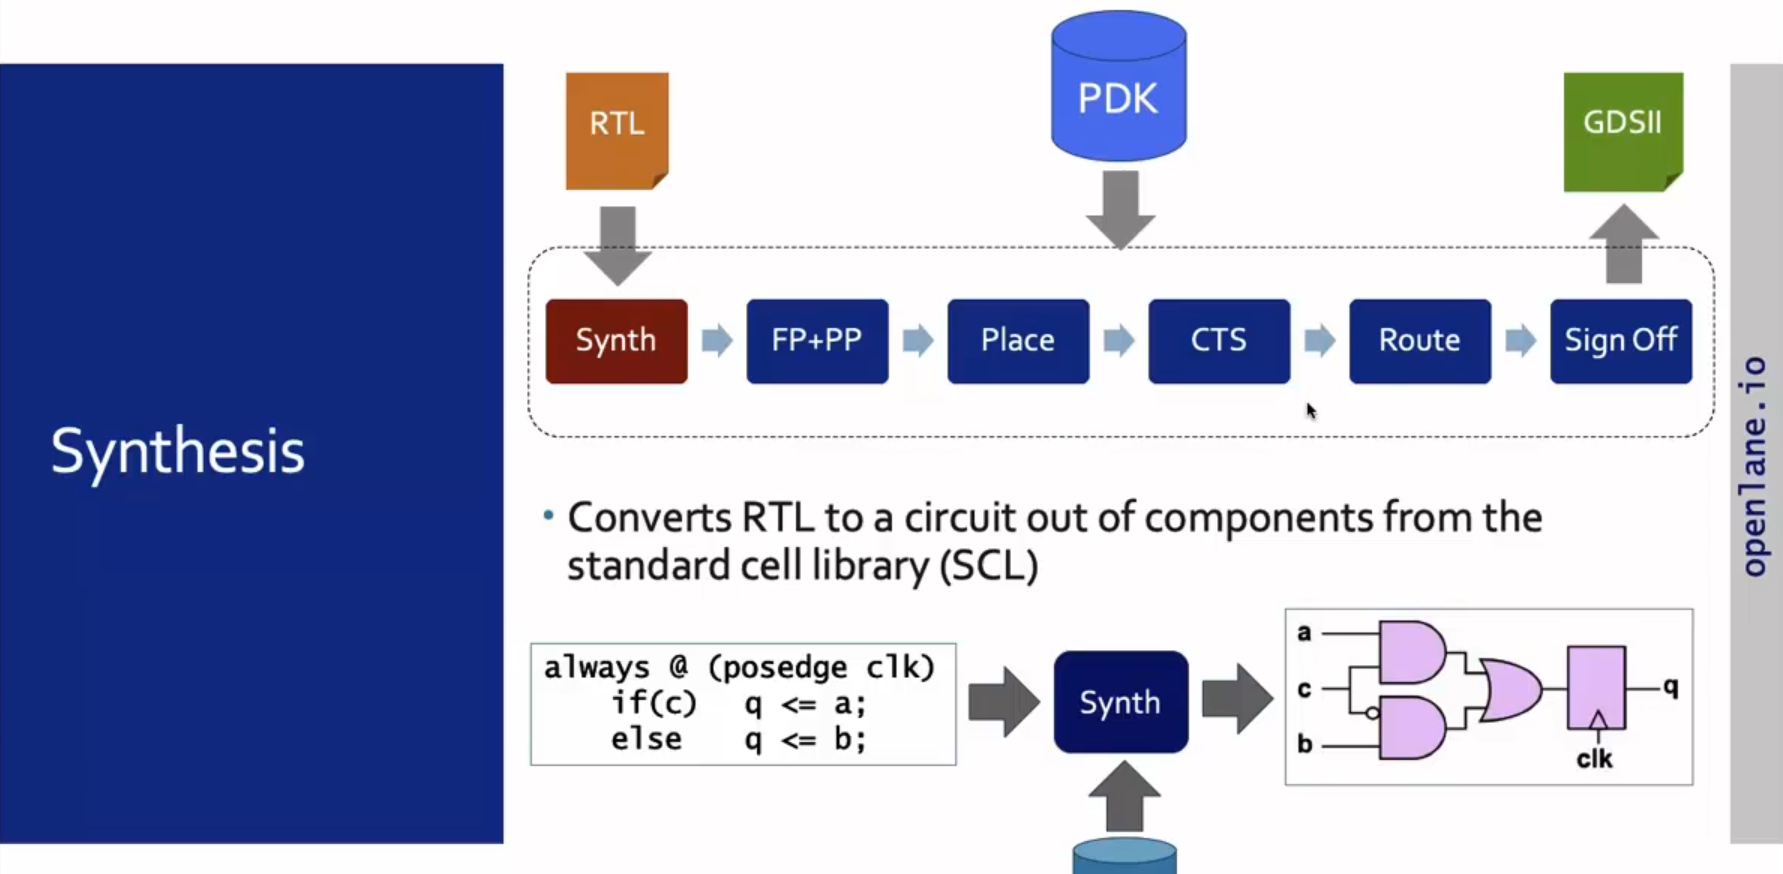 PDK
RTL
GDSII
Synth
FP+PP
Place
CTS
Route
Sign Off
Synthesis
• Converts RTL to a circuit out of components from the
standard cell library (SCL)
always @ (posedge clk)
if(c) q <= a;
else q <= b;
Synth
a
c
b
q
clk
openlane.io